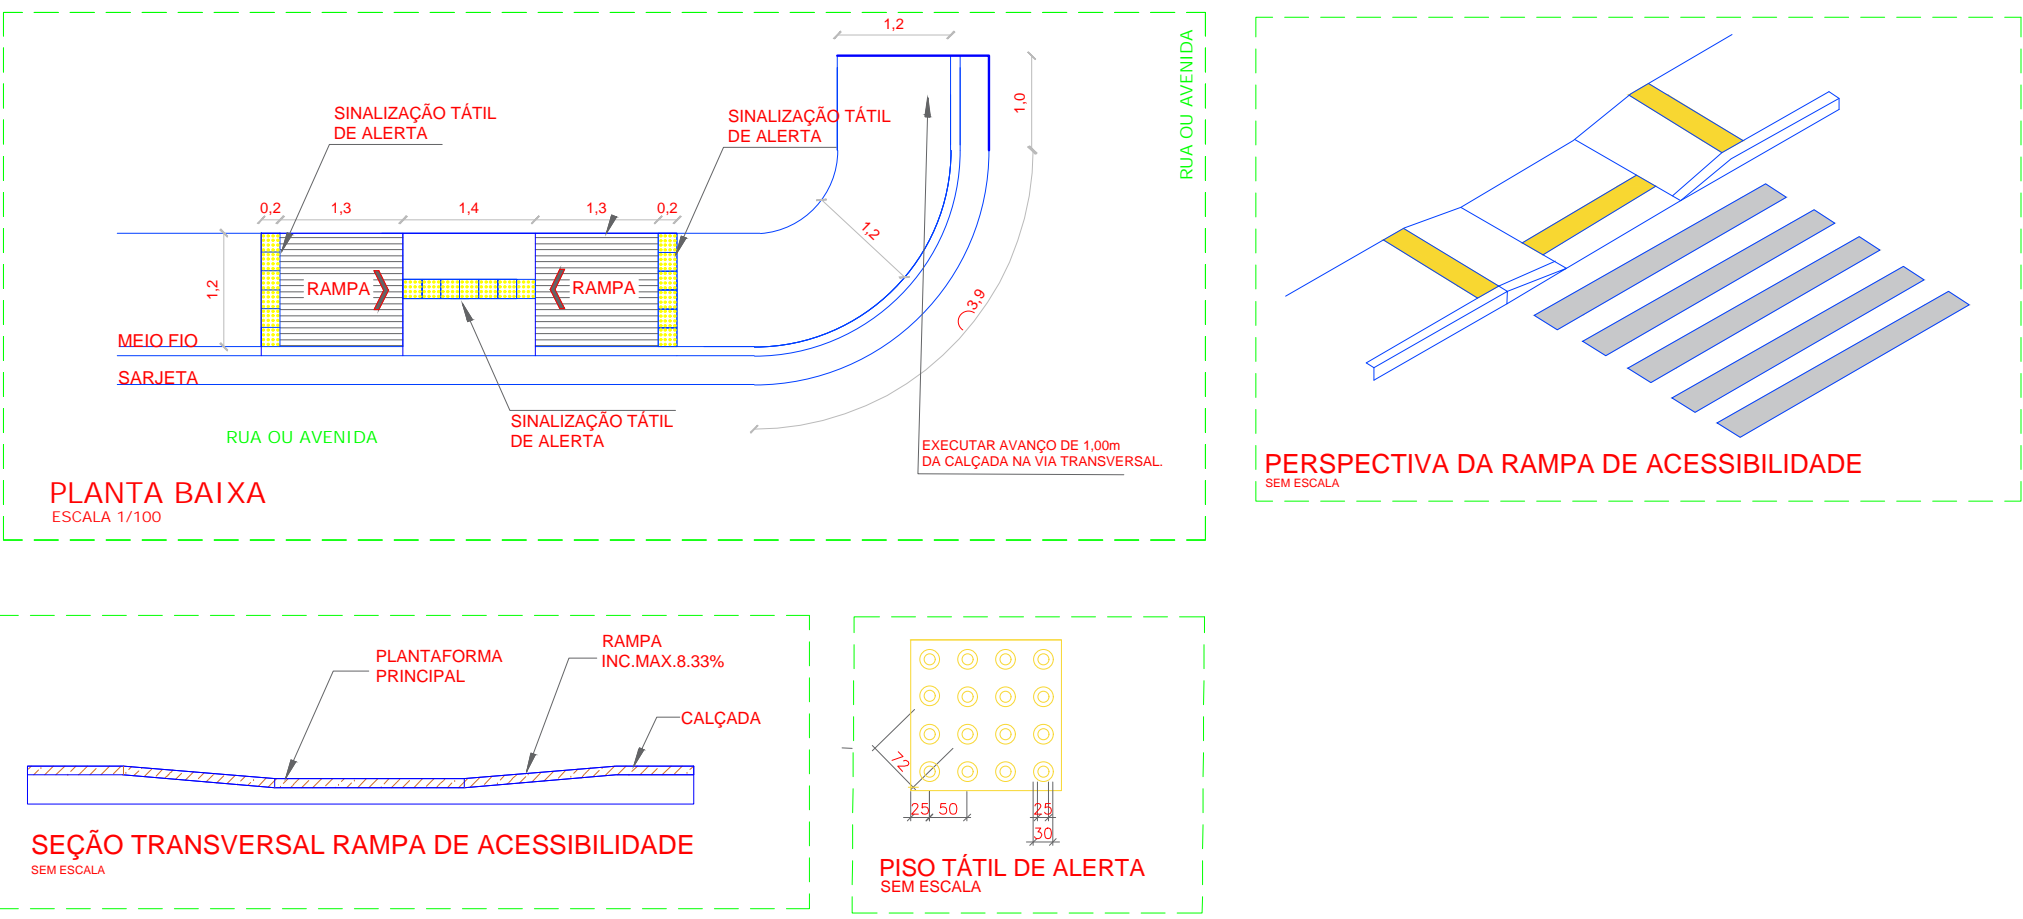 1,2
RUA OU AVENIDA
1,0
SINALIZAÇÃO TÁTIL
DE ALERTA
SINALIZAÇÃO TÁTIL
DE ALERTA
0,2
1,3
1,4
1,3
0,2
1,2
1,2
RAMPA
RAMPA
3,9
MEIO FIO
SARJETA
SINALIZAÇÃO TÁTIL
DE ALERTA
RUA OU AVENIDA
EXECUTAR AVANÇO DE 1,00m
DA CALÇADA NA VIA TRANSVERSAL.
PLANTA BAIXA
ESCALA 1/100
PERSPECTIVA DA RAMPA DE ACESSIBILIDADE
SEM ESCALA
PLANTAFORMA
PRINCIPAL
RAMPA
INC.MAX.8.33%
CALÇADA
SEÇÃO TRANSVERSAL RAMPA DE ACESSIBILIDADE
SEM ESCALA
72
25
50
25
30
PISO TÁTIL DE ALERTA
SEM ESCALA